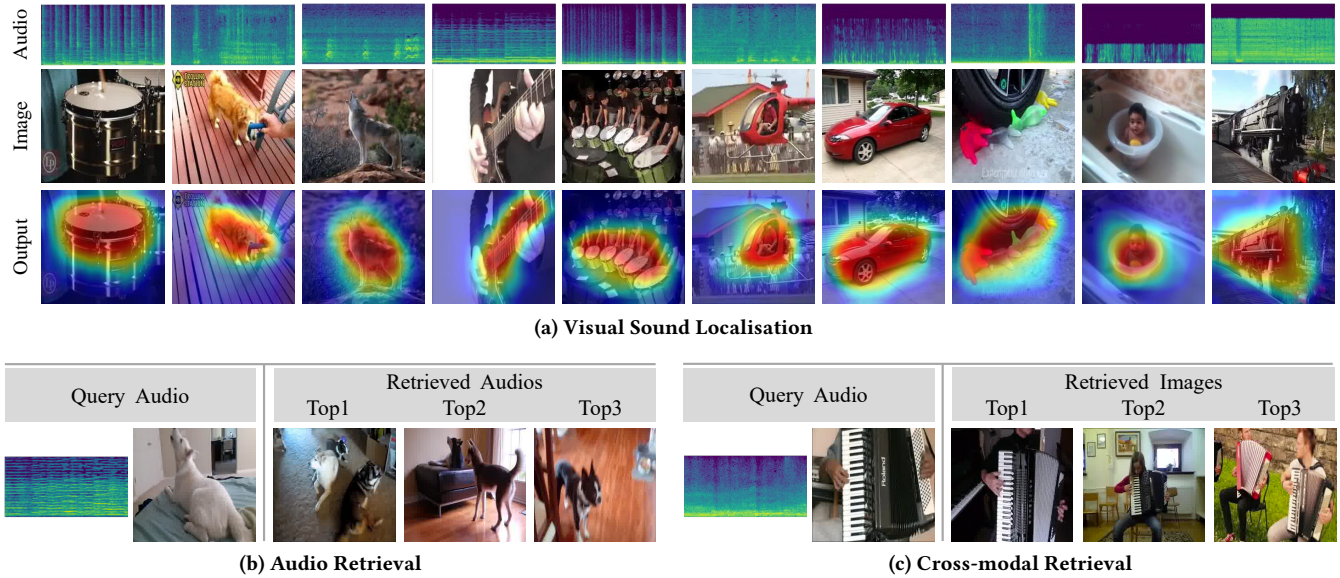 Audio
Image
Output
(a) Visual Sound Localisation
Query Audio
Retrieved Audios
Top1 Top2 Top3
(b) Audio Retrieval
Query Audio
Retrieved Images
Top1 Top2 Top3
Roland
(c) Cross-modal Retrieval